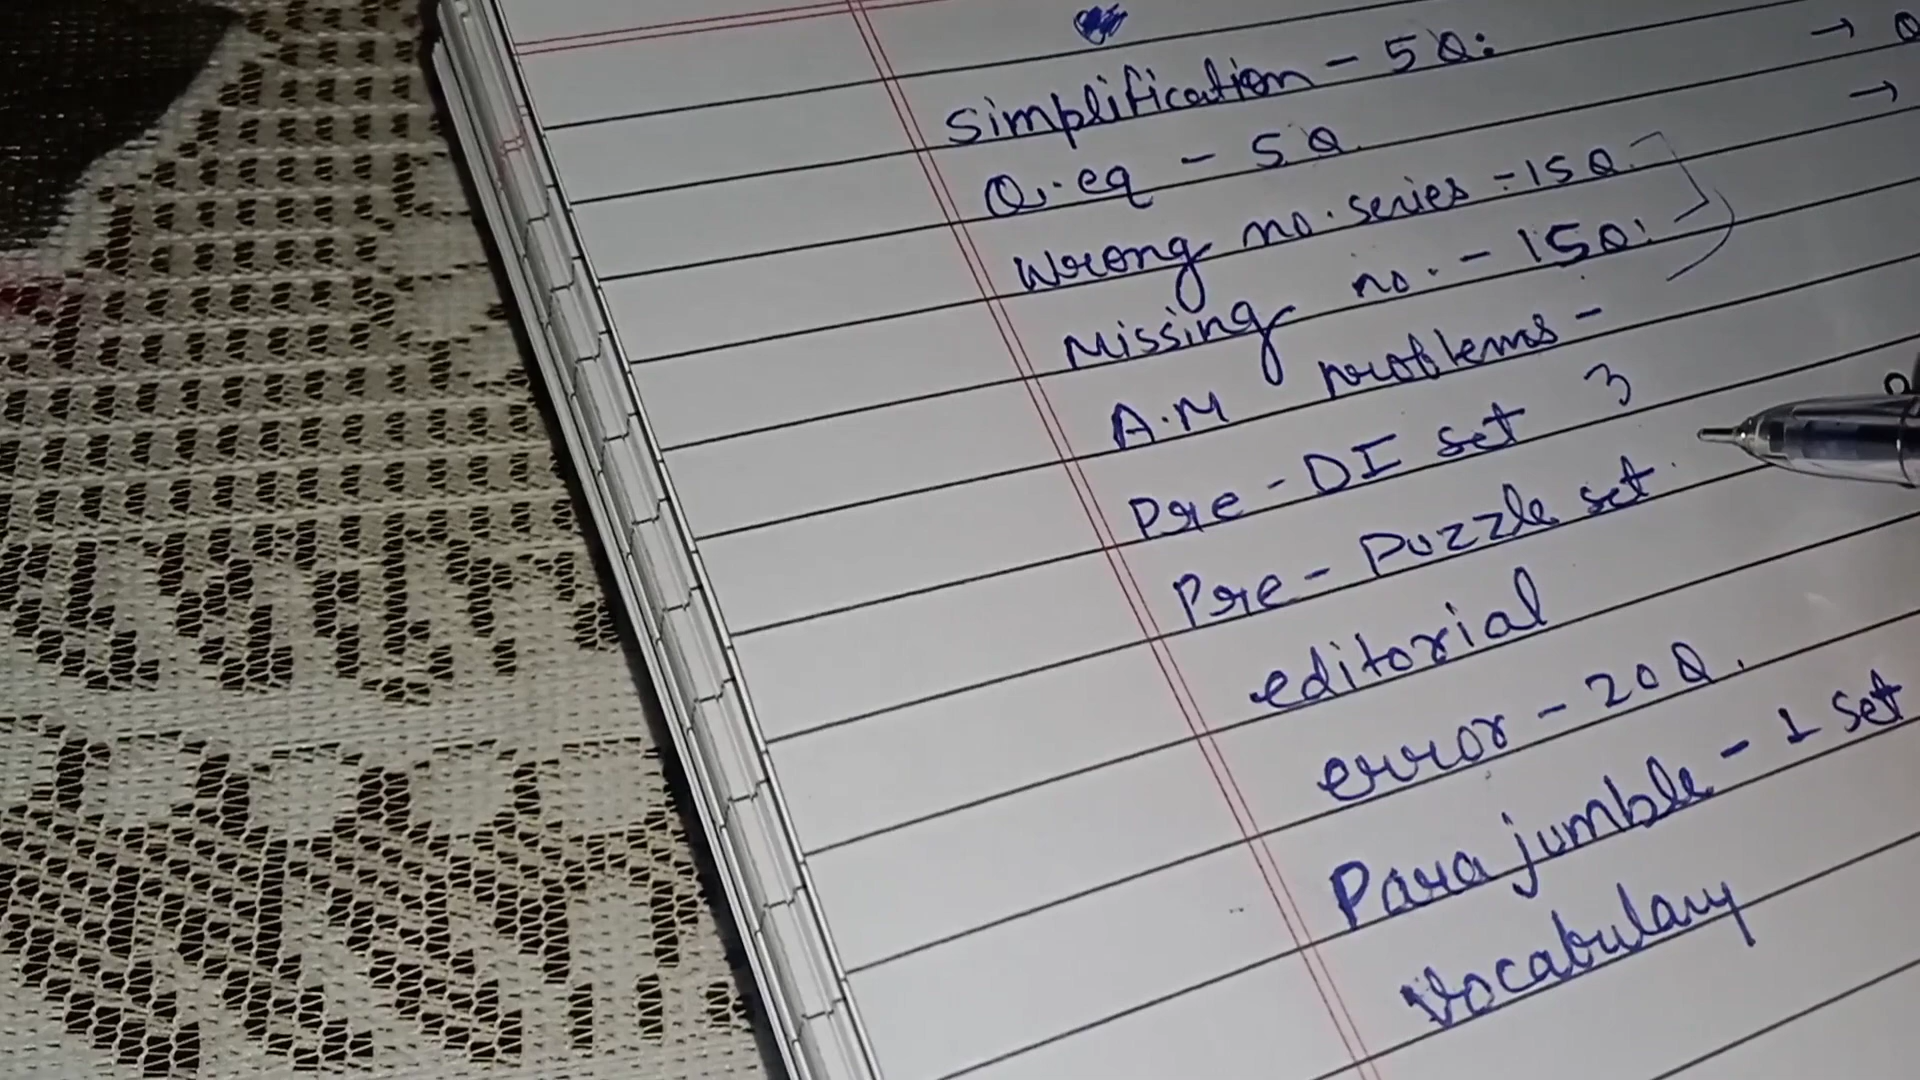 Simplification - 5Q. → Q
Q.eq - 5Q. →
Wrong no. series - 15Q.
Missing no. - 15Q.
A.M problems -
Pre - DI set 3
Pre - Puzzle set
editorial
error - 20Q.
Para jumble - 1 set
Vocabulary